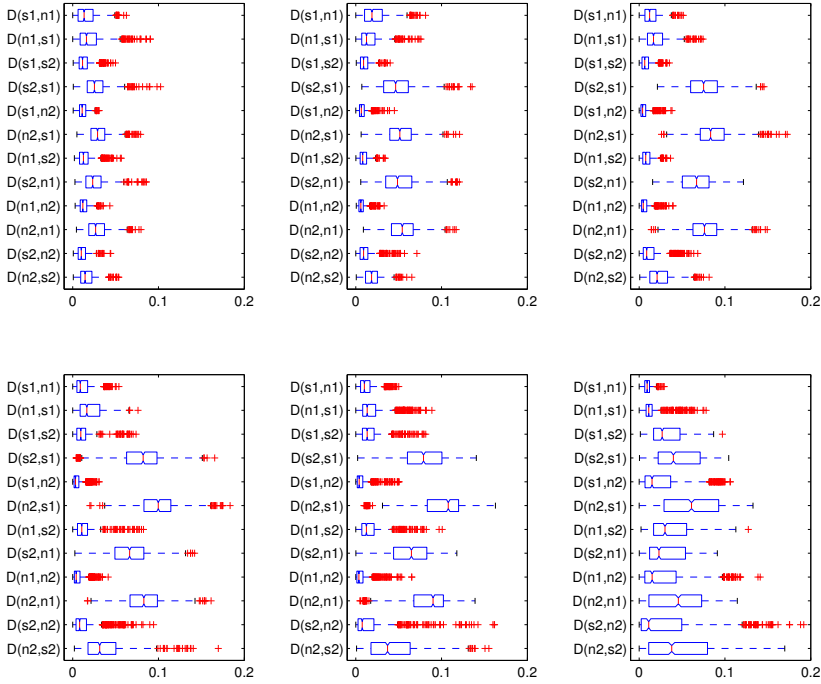 D(s1,n1)
D(n1,s1)
D(s1,s2)
D(s2,s1)
D(s1,n2)
D(n2,s1)
D(n1,s2)
D(s2,n1)
D(n1,n2)
D(n2,n1)
D(s2,n2)
D(n2,s2)
0 0.1 0.2
D(s1,n1)
D(n1,s1)
D(s1,s2)
D(s2,s1)
D(s1,n2)
D(n2,s1)
D(n1,s2)
D(s2,n1)
D(n1,n2)
D(n2,n1)
D(s2,n2)
D(n2,s2)
0 0.1 0.2
D(s1,n1)
D(n1,s1)
D(s1,s2)
D(s2,s1)
D(s1,n2)
D(n2,s1)
D(n1,s2)
D(s2,n1)
D(n1,n2)
D(n2,n1)
D(s2,n2)
D(n2,s2)
0 0.1 0.2
D(s1,n1)
D(n1,s1)
D(s1,s2)
D(s2,s1)
D(s1,n2)
D(n2,s1)
D(n1,s2)
D(s2,n1)
D(n1,n2)
D(n2,n1)
D(s2,n2)
D(n2,s2)
0 0.1 0.2
D(s1,n1)
D(n1,s1)
D(s1,s2)
D(s2,s1)
D(s1,n2)
D(n2,s1)
D(n1,s2)
D(s2,n1)
D(n1,n2)
D(n2,n1)
D(s2,n2)
D(n2,s2)
0 0.1 0.2
D(s1,n1)
D(n1,s1)
D(s1,s2)
D(s2,s1)
D(s1,n2)
D(n2,s1)
D(n1,s2)
D(s2,n1)
D(n1,n2)
D(n2,n1)
D(s2,n2)
D(n2,s2)
0 0.1 0.2